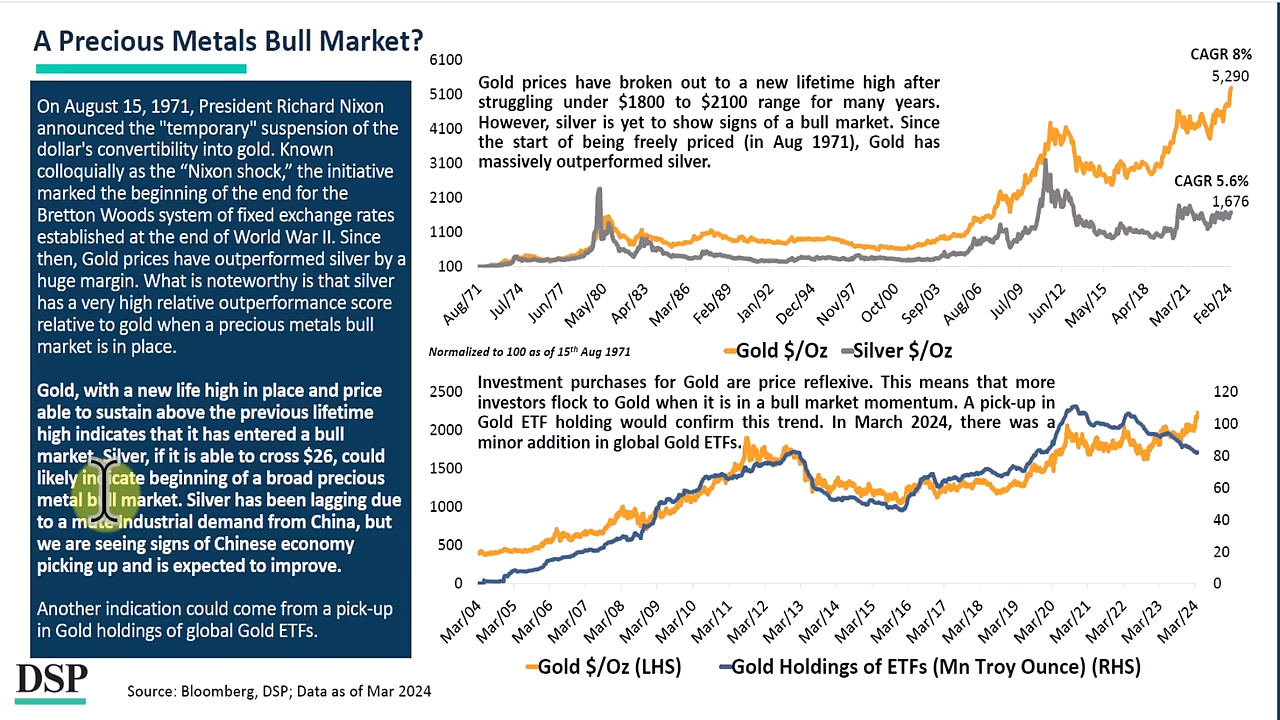 A Precious Metals Bull Market?
On August 15, 1971, President Richard Nixon
announced the "temporary" suspension of the
dollar's convertibility into gold. Known
colloquially as the “Nixon shock,” the initiative
marked the beginning of the end for the
Bretton Woods system of fixed exchange rates
established at the end of World War II. Since
then, Gold prices have outperformed silver by a
huge margin. What is noteworthy is that silver
has a very high relative outperformance score
relative to gold when a precious metals bull
market is in place.
Gold, with a new life high in place and price
able to sustain above the previous lifetime
high indicates that it has entered a bull
market. Silver, if it is able to cross $26, could
likely indicate beginning of a broad precious
metal bull market. Silver has been lagging due
to a mute industrial demand from China, but
we are seeing signs of Chinese economy
picking up and is expected to improve.
Another indication could come from a pick-up
in Gold holdings of global Gold ETFs.
DSP
Source: Bloomberg, DSP; Data as of Mar 2024
Gold prices have broken out to a new lifetime high after
struggling under $1800 to $2100 range for many years.
However, silver is yet to show signs of a bull market. Since
the start of being freely priced (in Aug 1971), Gold has
massively outperformed silver.
CAGR 8%
5,290
CAGR 5.6%
1,676
6100
5100
4100
3100
2100
1100
100
Aug/71
Jul/74
Jun/77
May/80
Apr/83
Mar/86
Feb/89
Jan/92
Dec/94
Nov/97
Oct/00
Sep/03
Aug/06
Jul/09
Jun/12
May/15
Apr/18
Mar/21
Feb/24
Normalized to 100 as of 15th Aug 1971
Gold $/Oz
Silver $/Oz
Investment purchases for Gold are price reflexive. This means that more
investors flock to Gold when it is in a bull market momentum. A pick-up in
Gold ETF holding would confirm this trend. In March 2024, there was a
minor addition in global Gold ETFs.
2500
2000
1500
1000
500
0
120
100
80
60
40
20
0
Mar/04
Mar/05
Mar/06
Mar/07
Mar/08
Mar/09
Mar/10
Mar/11
Mar/12
Mar/13
Mar/14
Mar/15
Mar/16
Mar/17
Mar/18
Mar/19
Mar/20
Mar/21
Mar/22
Mar/23
Mar/24
Gold $/Oz (LHS)
Gold Holdings of ETFs (Mn Troy Ounce) (RHS)